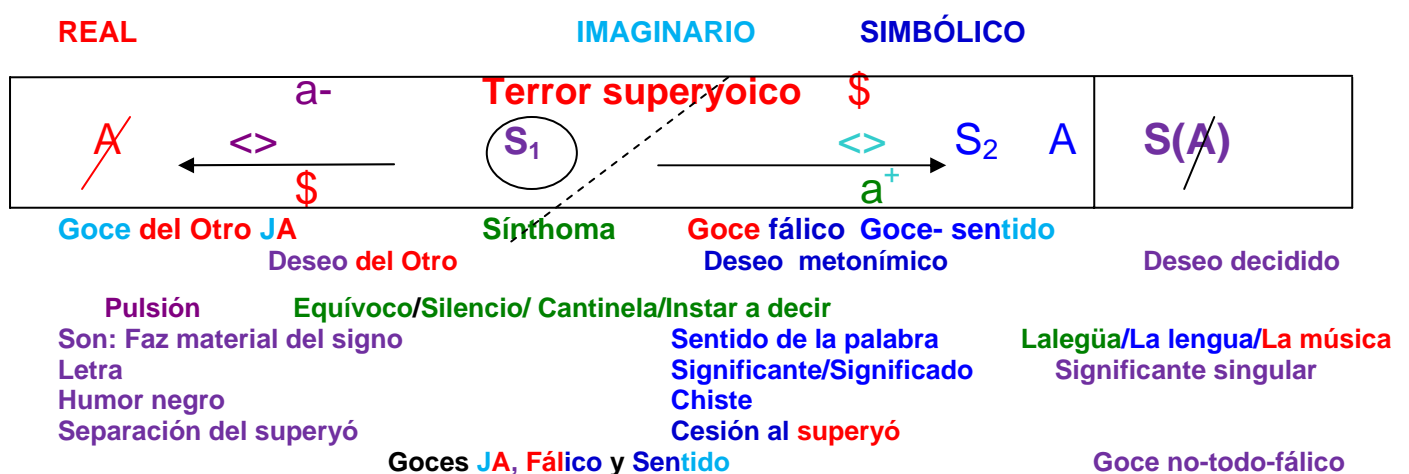 REAL IMAGINARIO SIMBÓLICO
a- Terror superyoico $
A <> S1 <> S2 A S(A)
$ a+
Goce del Otro JA Sínthoma Goce fálico Goce- sentido
Deseo del Otro Deseo metonímico Deseo decidido
Pulsión Equívoco/Silencio/ Cantinela/Instar a decir
Son: Faz material del signo Sentido de la palabra Lalegüa/La lengua/La música
Letra Significante/Significado Significante singular
Humor negro Chiste
Separación del superyó Cesión al superyó
Goces JA, Fálico y Sentido Goce no-todo-fálico